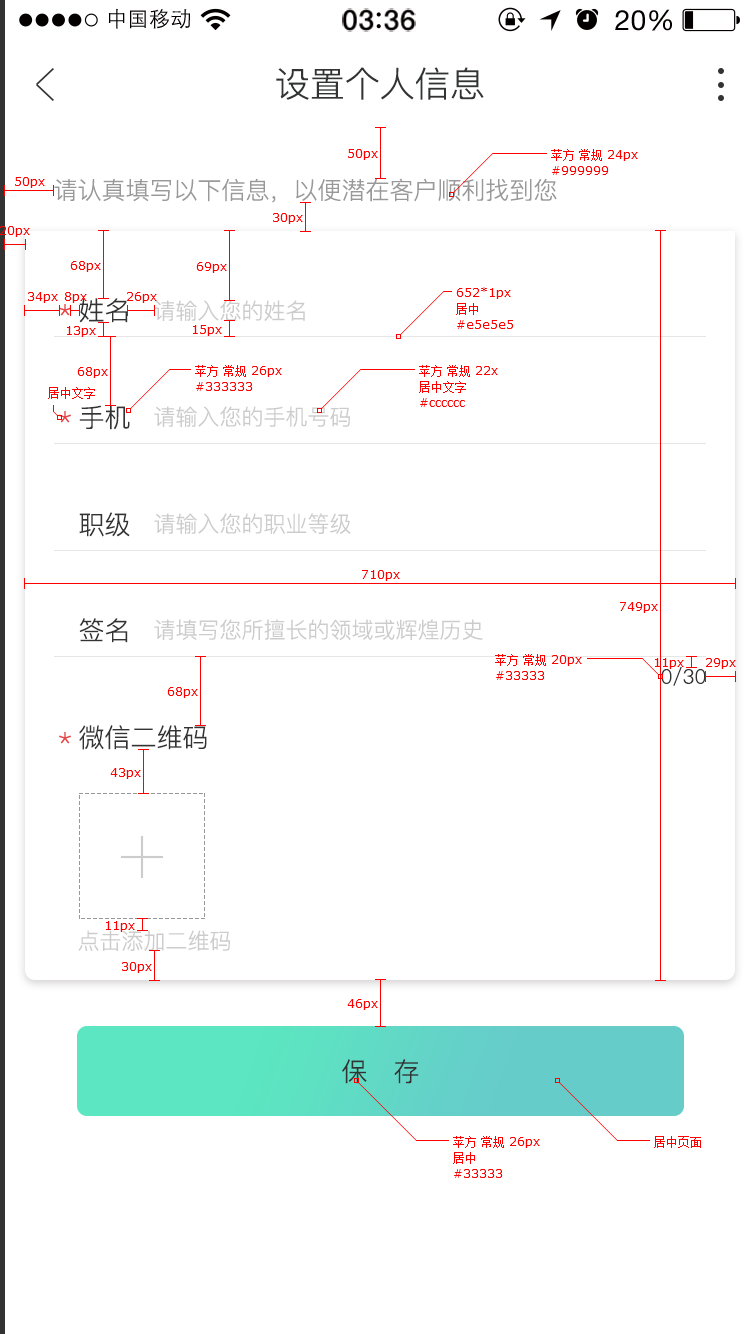 中国移动 03:36 20%
设置个人信息
50px
苹方 常规 24px
#999999
50px
请认真填写以下信息，以便潜在客户顺利找到您
30px
20px
68px
69px
34px 8px 26px
652*1px
居中
#e5e5e5
* 姓名 请输入您的姓名
13px
15px
68px
苹方 常规 26px
#333333
苹方 常规 22x
居中文字
#cccccc
居中文字
* 手机 请输入您的手机号码
职级 请输入您的职业等级
710px
749px
签名 请填写您所擅长的领域或辉煌历史
苹方 常规 20px
#33333
11px 29px
0/30
68px
* 微信二维码
43px
11px
点击添加二维码
30px
46px
保 存
苹方 常规 26px
居中
#33333
居中页面